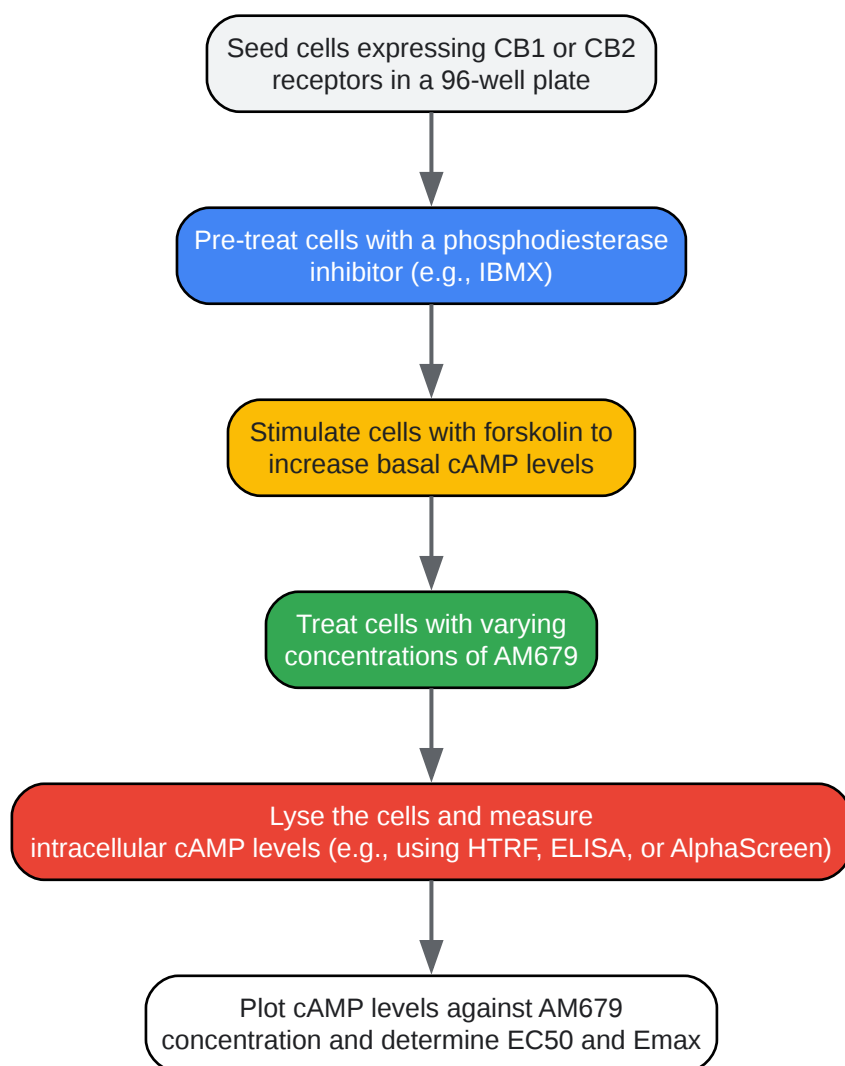 Seed cells expressing CB1 or CB2
receptors in a 96-well plate
Pre-treat cells with a phosphodiesterase
inhibitor (e.g., IBMX)
Stimulate cells with forskolin to
increase basal cAMP levels
Treat cells with varying
concentrations of AM679
Lyse the cells and measure
intracellular cAMP levels (e.g., using HTRF, ELISA, or AlphaScreen)
Plot cAMP levels against AM679
concentration and determine EC50 and Emax